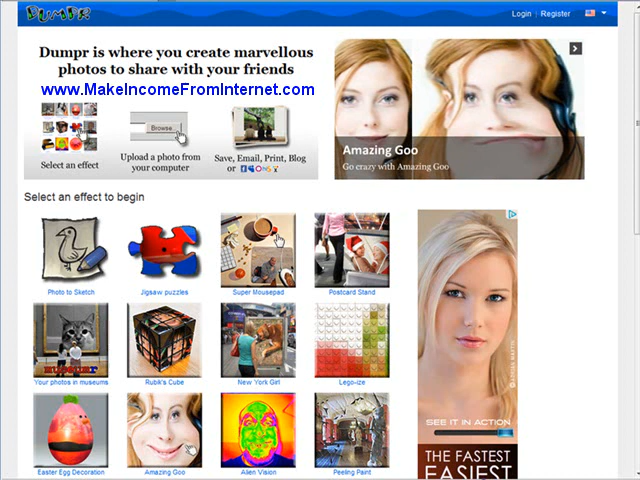 DUMPR
Login | Register
Dumpr is where you create marvellous
photos to share with your friends
www.MakeIncomeFromInternet.com
Browse...
Select an effect
Upload a photo from
your computer
Save, Email, Print, Blog
or
Amazing Goo
Go crazy with Amazing Goo
Select an effect to begin
Photo to Sketch
Jigsaw puzzles
Super Mousepad
Postcard Stand
museumr
Your photos in museums
Rubik's Cube
New York Girl
Lego-ize
Easter Egg Decoration
Amazing Goo
Alien Vision
Peeling Paint
SEE IT IN ACTION
THE FASTEST
EASIEST